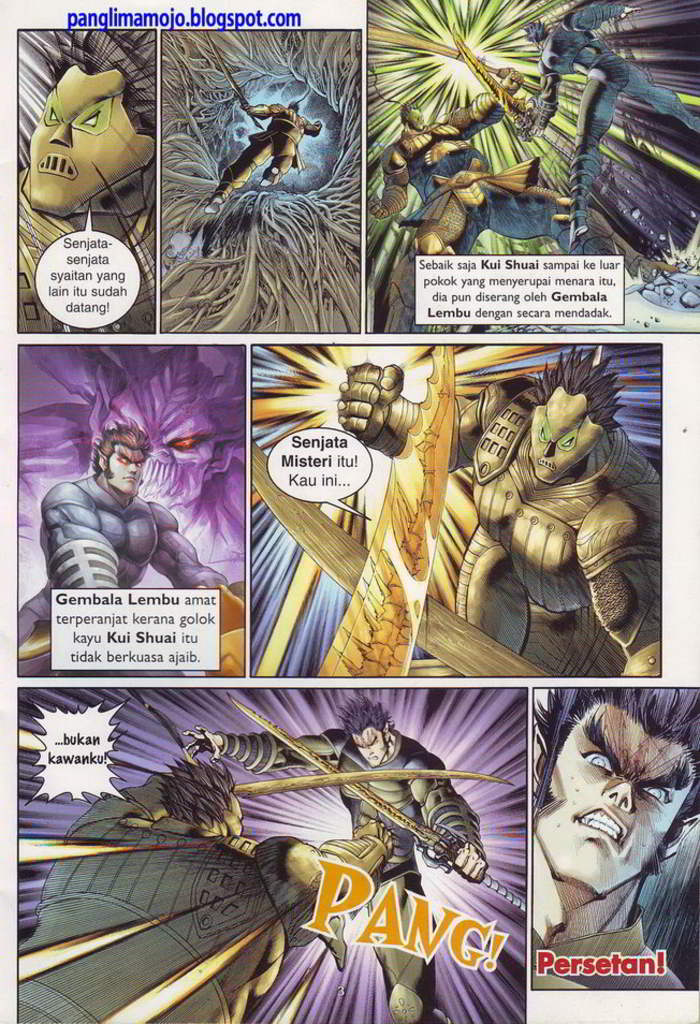 panglimamojo.blogspot.com
Senjata-
senjata
syaitan yang
lain itu sudah
datang!
Sebaik saja Kui Shuai sampai ke luar
pokok yang menyerupai menara itu,
dia pun diserang oleh Gembala
Lembu dengan secara mendadak.
Gembala Lembu amat
terperanjat kerana golok
kayu Kui Shuai itu
tidak berkuasa ajaib.
Senjata
Misteri itu!
Kau ini...
...bukan
kawanku!
PANG!
Persetan!
3